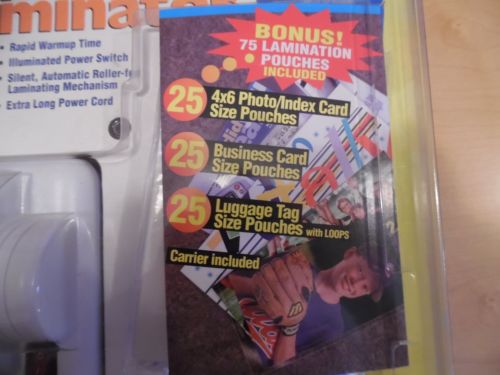 minator
• Rapid Warmup Time
• Illuminated Power Switch
• Silent, Automatic Roller-f
Laminating Mechanism
• Extra Long Power Cord
BONUS!
75 LAMINATION
POUCHES
INCLUDED
25 4x6 Photo/Index Card
Size Pouches
25 Business Card
Size Pouches
25 Luggage Tag
Size Pouches with LOOPS
Carrier included